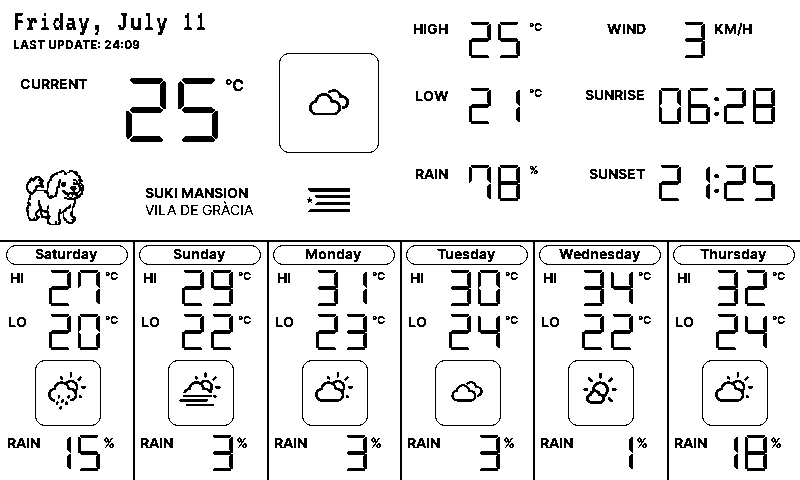 Friday, July 11
LAST UPDATE: 24:09
CURRENT 25 °C
SUKI MANSION
VILA DE GRÀCIA
HIGH 25 °C
LOW 21 °C
RAIN 78 %
WIND 3 KM/H
SUNRISE 06:28
SUNSET 21:25
Saturday
HI 27 °C
LO 20 °C
RAIN 15 %
Sunday
HI 29 °C
LO 22 °C
RAIN 3 %
Monday
HI 31 °C
LO 23 °C
RAIN 3 %
Tuesday
HI 30 °C
LO 24 °C
RAIN 3 %
Wednesday
HI 34 °C
LO 22 °C
RAIN 1 %
Thursday
HI 32 °C
LO 24 °C
RAIN 18 %